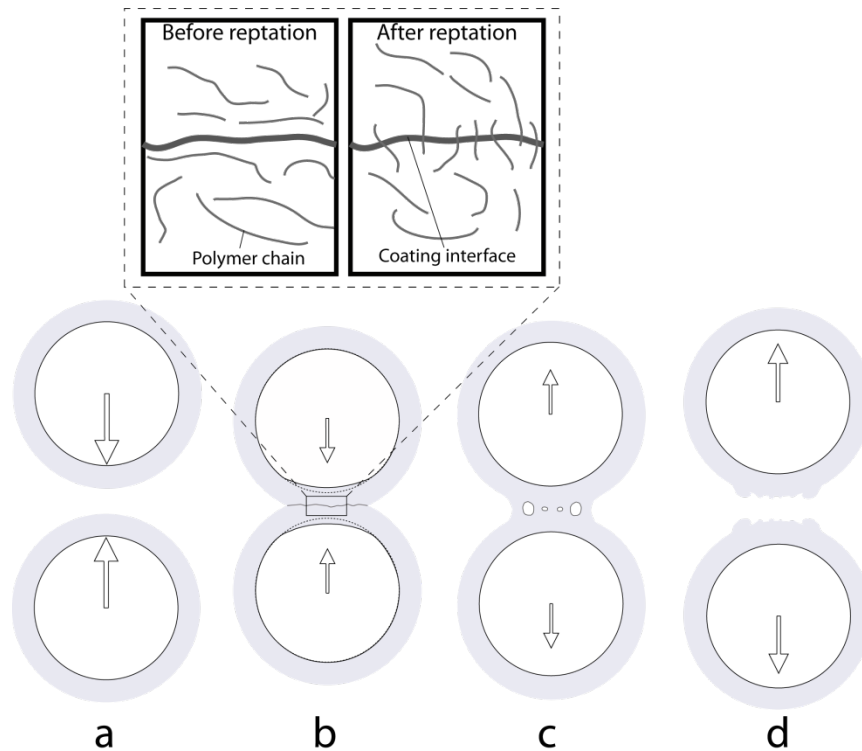 Before reptation
After reptation
Polymer chain
Coating interface
a
b
c
d